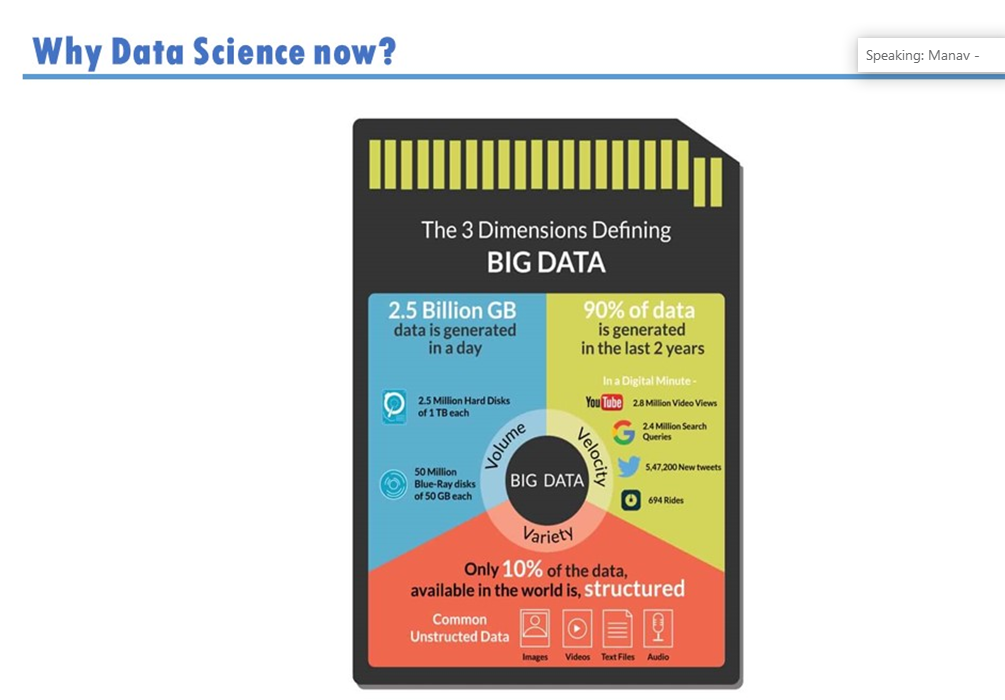 Why Data Science now?
Speaking: Manav -
The 3 Dimensions Defining
BIG DATA
2.5 Billion GB
data is generated
in a day
2.5 Million Hard Disks
of 1 TB each
50 Million
Blue-Ray disks
of 50 GB each
90% of data
is generated
in the last 2 years
In a Digital Minute -
YouTube
2.8 Million Video Views
2.4 Million Search
Queries
5,47,200 New tweets
694 Rides
Volume
Velocity
BIG DATA
Variety
Only 10% of the data,
available in the world is, structured
Common
Unstructed Data
Images
Videos
Text Files
Audio